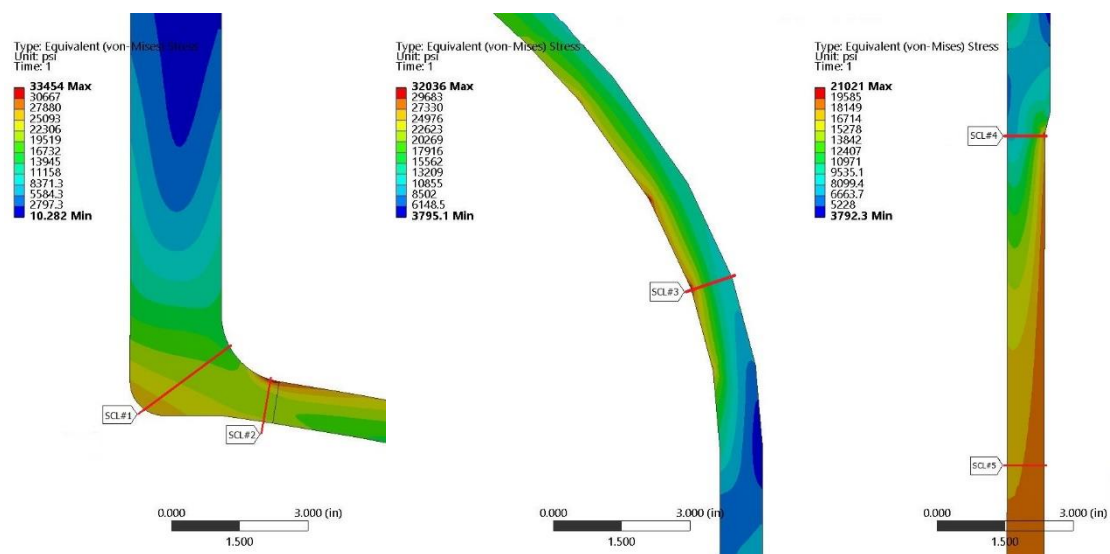 Type: Equivalent (von-Mises) Stress
Unit: psi
Time: 1
33454 Max
30667
27880
25093
22306
19519
16732
13945
11158
8371.3
5584.3
2797.3
10.282 Min
SCL#1
SCL#2
0.000
3.000 (in)
1.500
Type: Equivalent (von-Mises) Stress
Unit: psi
Time: 1
32036 Max
29683
27330
24976
22623
20269
17916
15562
13209
10855
8502
6148.5
3795.1 Min
SCL#3
0.000
3.000 (in)
1.500
Type: Equivalent (von-Mises) Stress
Unit: psi
Time: 1
21021 Max
19585
18149
16714
15278
13842
12407
10971
9535.1
8099.4
6663.7
5228
3792.3 Min
SCL#4
SCL#5
0.000
3.000 (in)
1.500